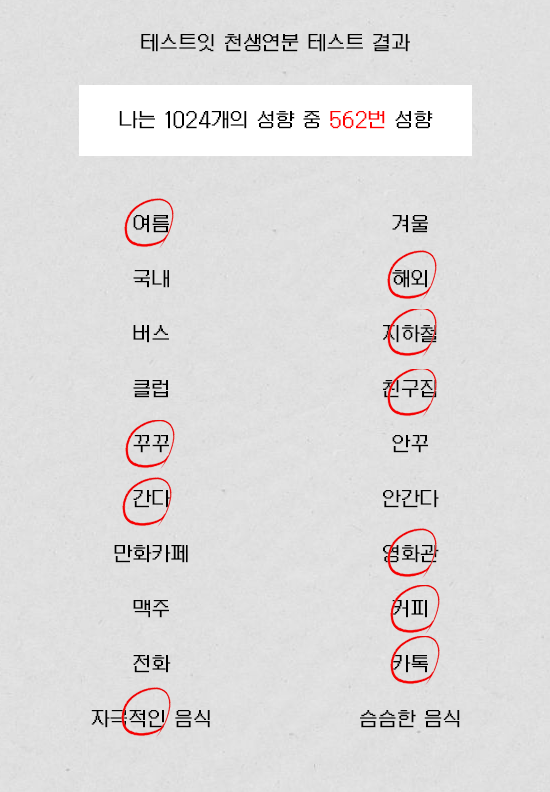 테스트잇 천생연분 테스트 결과
나는 1024개의 성향 중 562번 성향
여름 겨울
국내 해외
버스 지하철
클럽 친구집
꾸꾸 안꾸
간다 안간다
만화카페 영화관
맥주 커피
전화 카톡
자극적인 음식 슴슴한 음식